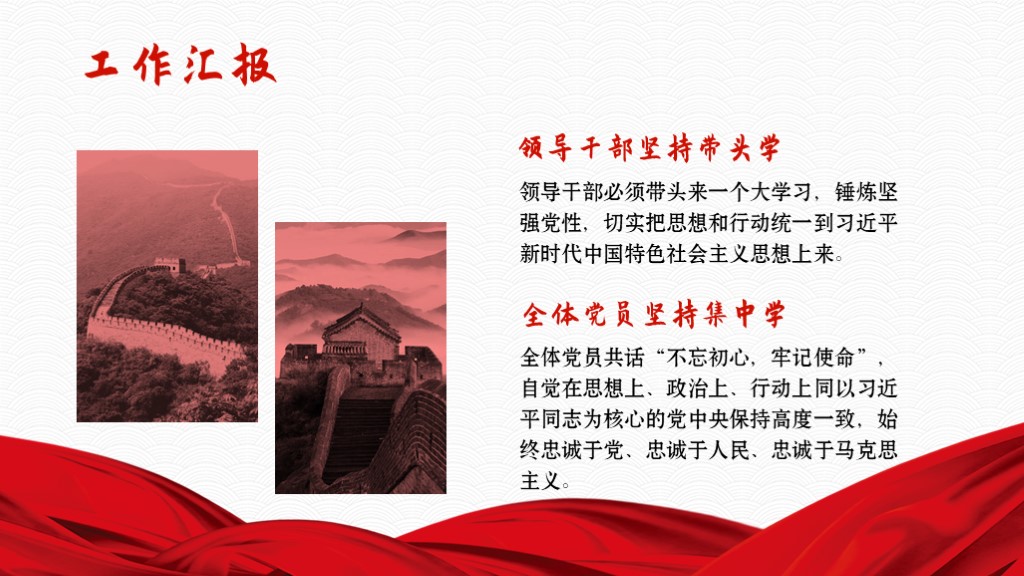 工作汇报
领导干部坚持带头学
领导干部必须带头来一个大学习，锤炼坚
强党性，切实把思想和行动统一到习近平
新时代中国特色社会主义思想上来。
全体党员坚持集中学
全体党员共话“不忘初心，牢记使命”，
自觉在思想上、政治上、行动上同以习近
平同志为核心的党中央保持高度一致，始
终忠诚于党、忠诚于人民、忠诚于马克思
主义。